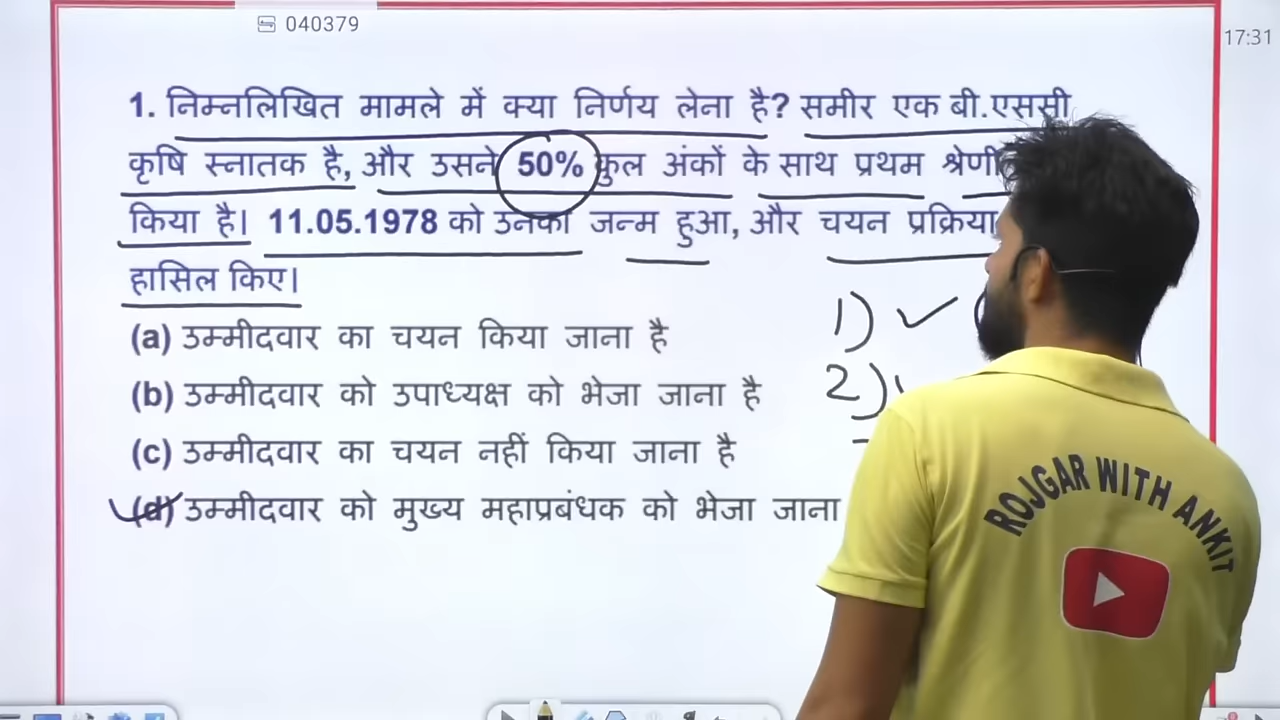 040379
17:31
1. निम्नलिखित मामले में क्या निर्णय लेना है? समीर एक बी.एससी
कृषि स्नातक है, और उसने 50% कुल अंकों के साथ प्रथम श्रेणी
किया है। 11.05.1978 को उनका जन्म हुआ, और चयन प्रक्रिया
हासिल किए।
(a) उम्मीदवार का चयन किया जाना है
(b) उम्मीदवार को उपाध्यक्ष को भेजा जाना है
(c) उम्मीदवार का चयन नहीं किया जाना है
(d) उम्मीदवार को मुख्य महाप्रबंधक को भेजा जाना
1)
2)
ROJGAR WITH ANKIT